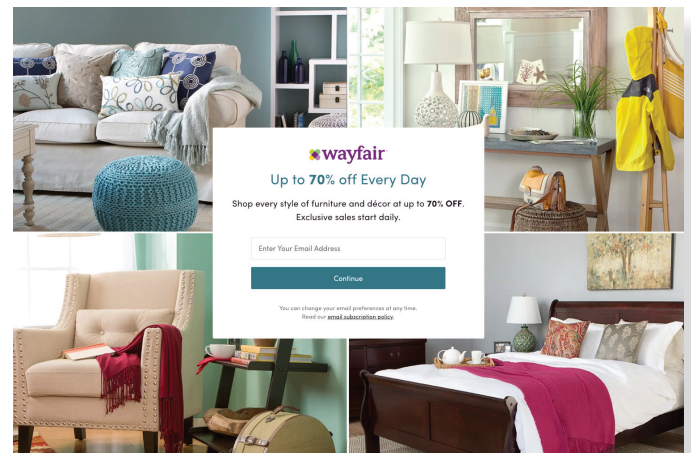 wayfair
Up to 70% off Every Day
Shop every style of furniture and décor at up to 70% OFF.
Exclusive sales start daily.
Enter Your Email Address
Continue
You can change your email preferences at any time.
Read our email subscription policy.